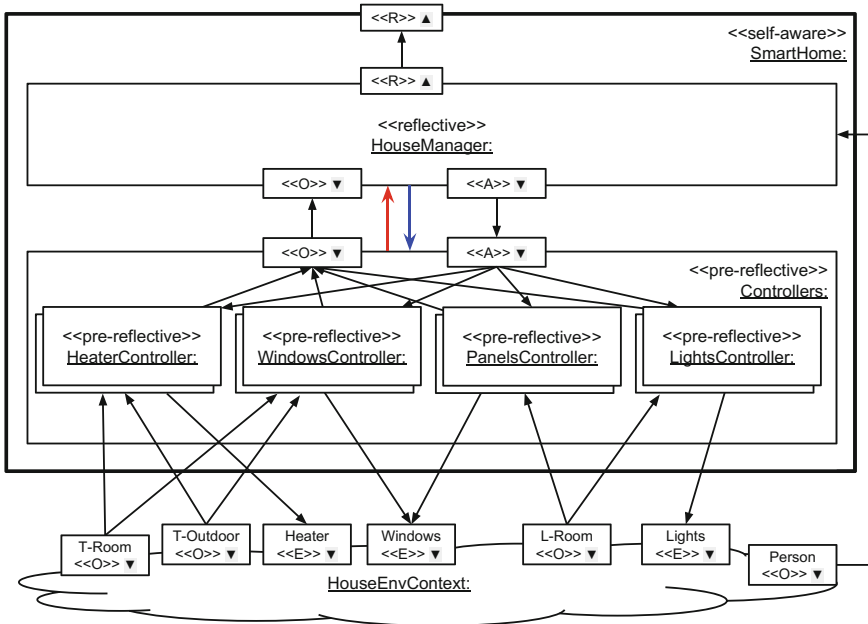 <<R>> ▲
<<self-aware>>
SmartHome:
<<R>> ▲
<<reflective>>
HouseManager:
<<O>> ▼
<<A>> ▼
<<O>> ▼
<<A>> ▼
<<pre-reflective>>
Controllers:
<<pre-reflective>>
HeaterController:
<<pre-reflective>>
WindowsController:
<<pre-reflective>>
PanelsController:
<<pre-reflective>>
LightsController:
T-Room
<<O>> ▼
T-Outdoor
<<O>> ▼
Heater
<<E>> ▼
Windows
<<E>> ▼
L-Room
<<O>> ▼
Lights
<<E>> ▼
Person
<<O>> ▼
HouseEnvContext: